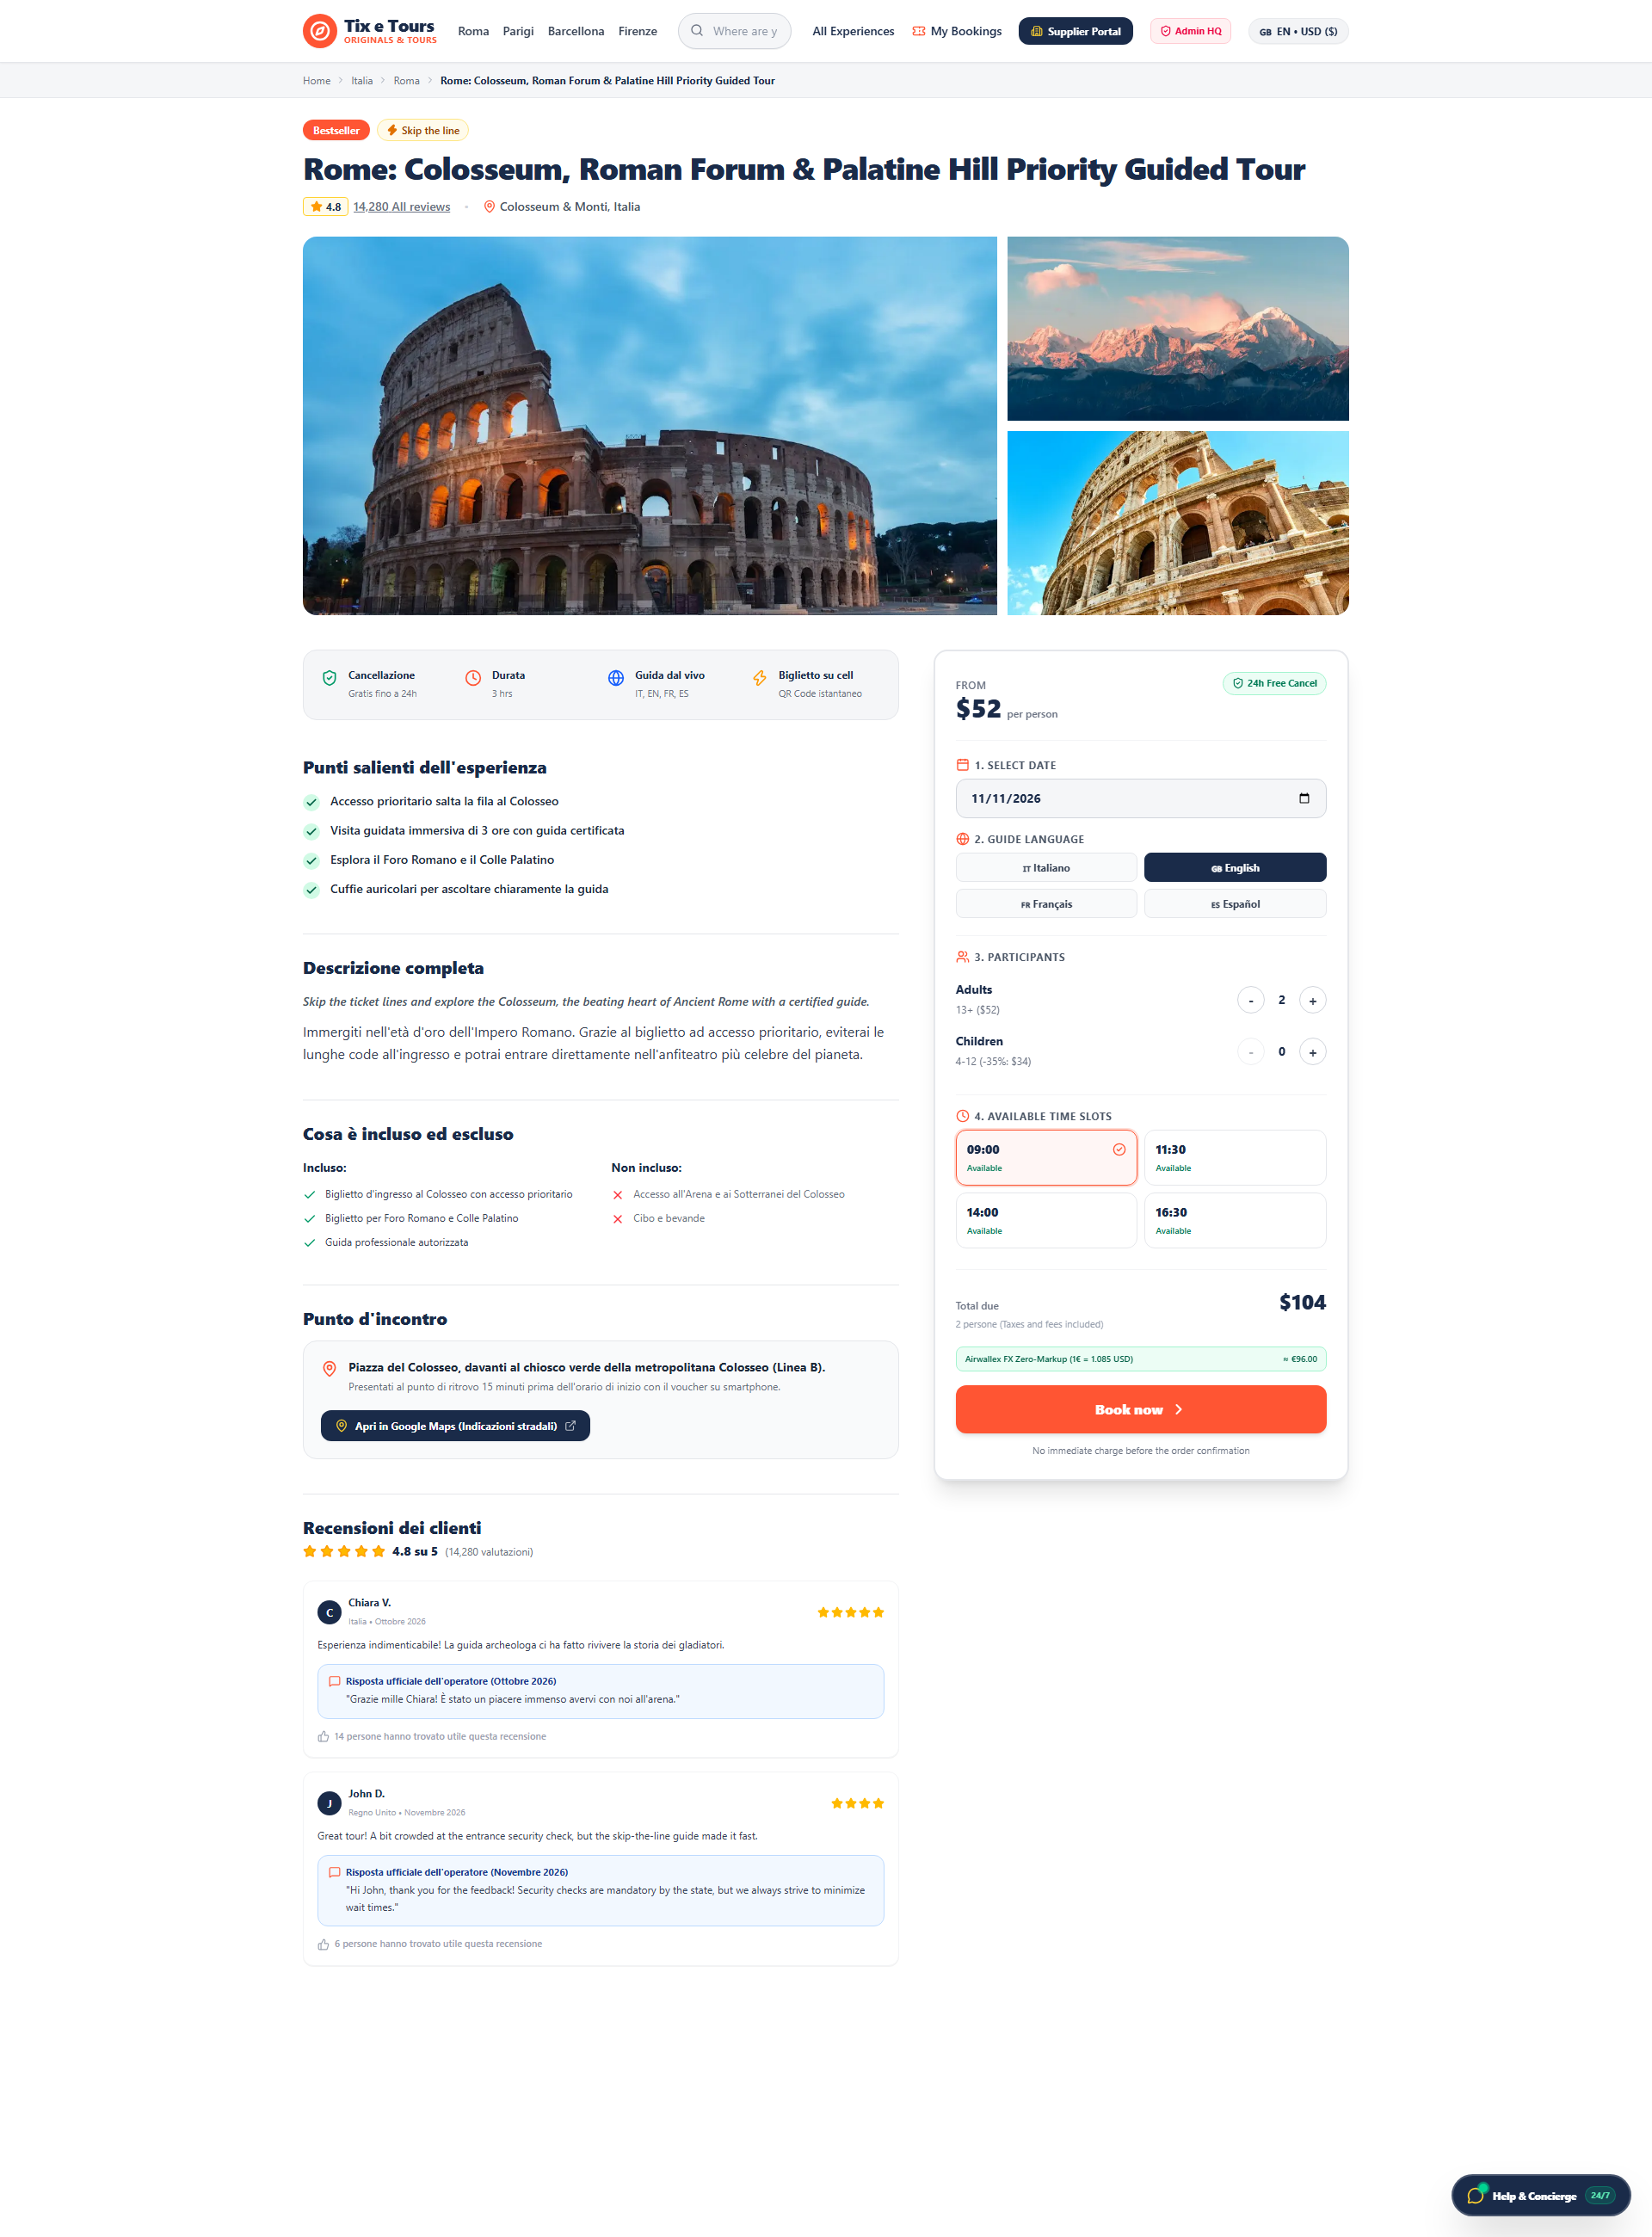 Tix e Tours
ORIGINALS & TOURS
Roma
Parigi
Barcellona
Firenze
Where are y
All Experiences
My Bookings
Supplier Portal
Admin HQ
GB EN • USD ($)
Home
Italia
Roma
Rome: Colosseum, Roman Forum & Palatine Hill Priority Guided Tour
Bestseller
Skip the line
Rome: Colosseum, Roman Forum & Palatine Hill Priority Guided Tour
4.8
14,280 All reviews
Colosseum & Monti, Italia
Cancellazione
Gratis fino a 24h
Durata
3 hrs
Guida dal vivo
IT, EN, FR, ES
Biglietto su cell
QR Code istantaneo
Punti salienti dell'esperienza
Accesso prioritario salta la fila al Colosseo
Visita guidata immersiva di 3 ore con guida certificata
Esplora il Foro Romano e il Colle Palatino
Cuffie auricolari per ascoltare chiaramente la guida
Descrizione completa
Skip the ticket lines and explore the Colosseum, the beating heart of Ancient Rome with a certified guide.
Immergiti nell'età d'oro dell'Impero Romano. Grazie al biglietto ad accesso prioritario, eviterai le
lunghe code all'ingresso e potrai entrare direttamente nell'anfiteatro più celebre del pianeta.
Cosa è incluso ed escluso
Incluso:
Biglietto d'ingresso al Colosseo con accesso prioritario
Biglietto per Foro Romano e Colle Palatino
Guida professionale autorizzata
Non incluso:
Accesso all'Arena e ai Sotterranei del Colosseo
Cibo e bevande
Punto d'incontro
Piazza del Colosseo, davanti al chiosco verde della metropolitana Colosseo (Linea B).
Presentati al punto di ritrovo 15 minuti prima dell'orario di inizio con il voucher su smartphone.
Apri in Google Maps (Indicazioni stradali)
Recensioni dei clienti
4.8 su 5 (14,280 valutazioni)
C
Chiara V.
Italia • Ottobre 2026
Esperienza indimenticabile! La guida archeologa ci ha fatto rivivere la storia dei gladiatori.
Risposta ufficiale dell'operatore (Ottobre 2026)
"Grazie mille Chiara! È stato un piacere immenso avervi con noi all'arena."
14 persone hanno trovato utile questa recensione
J
John D.
Regno Unito • Novembre 2026
Great tour! A bit crowded at the entrance security check, but the skip-the-line guide made it fast.
Risposta ufficiale dell'operatore (Novembre 2026)
"Hi John, thank you for the feedback! Security checks are mandatory by the state, but we always strive to minimize
wait times."
6 persone hanno trovato utile questa recensione
FROM
$52 per person
24h Free Cancel
1. SELECT DATE
11/11/2026
2. GUIDE LANGUAGE
IT Italiano
GB English
FR Français
ES Español
3. PARTICIPANTS
Adults
13+ ($52)
- 2 +
Children
4-12 (-35%: $34)
- 0 +
4. AVAILABLE TIME SLOTS
09:00
Available
11:30
Available
14:00
Available
16:30
Available
Total due
$104
2 persone (Taxes and fees included)
Airwallex FX Zero-Markup (1€ = 1.085 USD)
≈ €96.00
Book now
No immediate charge before the order confirmation
Help & Concierge
24/7